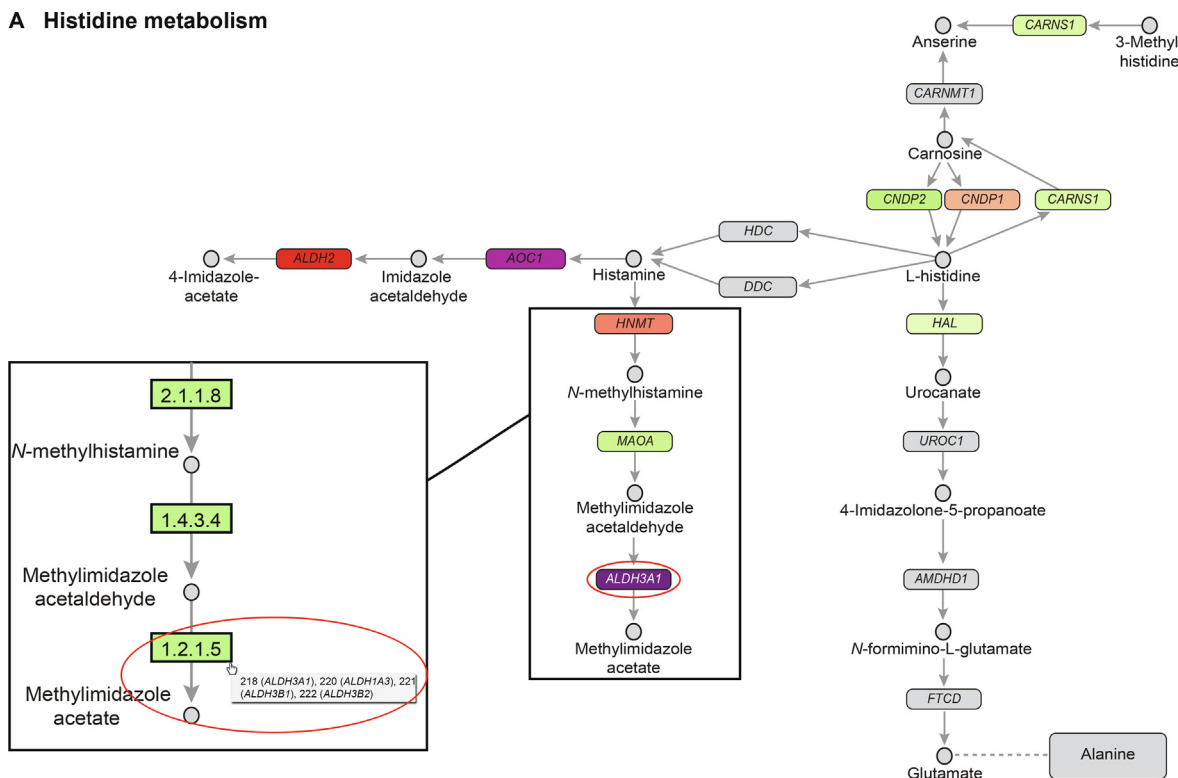 A Histidine metabolism
CARNS1
Anserine
3-Methyl
histidine
CARNMT1
Carnosine
CNDP2
CNDP1
CARNS1
HDC
ALDH2
AOC1
4-Imidazole-
acetate
Imidazole
acetaldehyde
Histamine
L-histidine
DDC
HNMT
HAL
N-methylhistamine
Urocanate
MAOA
UROC1
Methylimidazole
acetaldehyde
4-Imidazolone-5-propanoate
ALDH3A1
AMDHD1
Methylimidazole
acetate
N-formimino-L-glutamate
FTCD
Glutamate
Alanine
2.1.1.8
N-methylhistamine
1.4.3.4
Methylimidazole
acetaldehyde
1.2.1.5
218 (ALDH3A1), 220 (ALDH1A3), 221
(ALDH3B1), 222 (ALDH3B2)
Methylimidazole
acetate